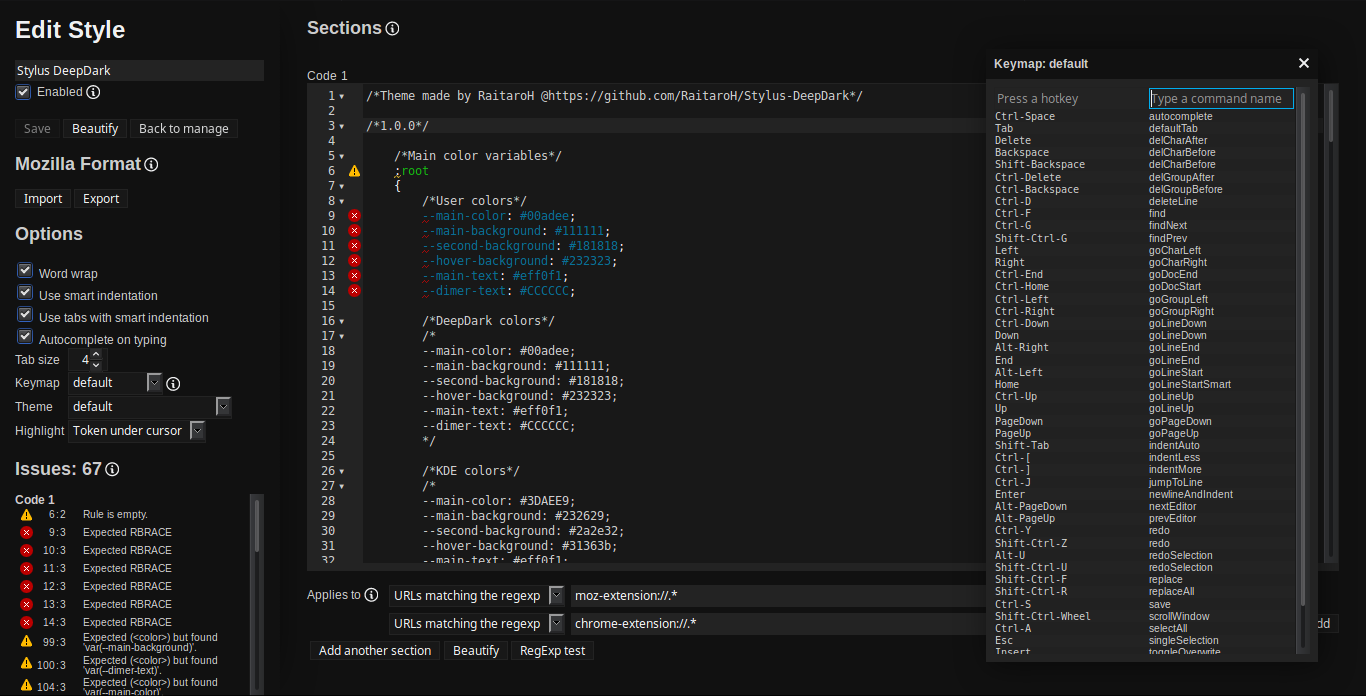 Edit Style
Stylus DeepDark
Enabled
Save Beautify Back to manage
Mozilla Format
Import Export
Options
Word wrap
Use smart indentation
Use tabs with smart indentation
Autocomplete on typing
Tab size 4
Keymap default
Theme default
Highlight Token under cursor
Issues: 67
Code 1
6:2 Rule is empty.
9:3 Expected RBRACE
10:3 Expected RBRACE
11:3 Expected RBRACE
12:3 Expected RBRACE
13:3 Expected RBRACE
14:3 Expected RBRACE
99:3 Expected (<color>) but found
'var(--main-background)'.
100:3 Expected (<color>) but found
'var(--dimer-text)'.
104:3 Expected (<color>) but found
'var(--main-color)'
Sections
Code 1
1 /*Theme made by RaitaroH @https://github.com/RaitaroH/Stylus-DeepDark*/
2
3 /*1.0.0*/
4
5 /*Main color variables*/
6 :root
7 {
8 /*User colors*/
9 --main-color: #00adee;
10 --main-background: #111111;
11 --second-background: #181818;
12 --hover-background: #232323;
13 --main-text: #eff0f1;
14 --dimer-text: #CCCCCC;
15
16 /*DeepDark colors*/
17 /*
18 --main-color: #00adee;
19 --main-background: #111111;
20 --second-background: #181818;
21 --hover-background: #232323;
22 --main-text: #eff0f1;
23 --dimer-text: #CCCCCC;
24 */
25
26 /*KDE colors*/
27 /*
28 --main-color: #3DAEE9;
29 --main-background: #232629;
30 --second-background: #2a2e32;
31 --hover-background: #31363b;
32 --main-text: #eff0f1;
Applies to URLs matching the regexp moz-extension://.*
URLs matching the regexp chrome-extension://.*
dd
Add another section Beautify RegExp test
Keymap: default
Press a hotkey Type a command name
Ctrl-Space autocomplete
Tab defaultTab
Delete delCharAfter
Backspace delCharBefore
Shift-Backspace delCharBefore
Ctrl-Delete delGroupAfter
Ctrl-Backspace delGroupBefore
Ctrl-D deleteLine
Ctrl-F find
Ctrl-G findNext
Shift-Ctrl-G findPrev
Left goCharLeft
Right goCharRight
Ctrl-End goDocEnd
Ctrl-Home goDocStart
Ctrl-Left goGroupLeft
Ctrl-Right goGroupRight
Ctrl-Down goLineDown
Down goLineDown
Alt-Right goLineEnd
End goLineEnd
Alt-Left goLineStart
Home goLineStartSmart
Ctrl-Up goLineUp
Up goLineUp
PageDown goPageDown
PageUp goPageUp
Shift-Tab indentAuto
Ctrl-[ indentLess
Ctrl-] indentMore
Ctrl-J jumpToLine
Enter newlineAndIndent
Alt-PageDown nextEditor
Alt-PageUp prevEditor
Ctrl-Y redo
Shift-Ctrl-Z redo
Alt-U redoSelection
Shift-Ctrl-U redoSelection
Shift-Ctrl-F replace
Shift-Ctrl-R replaceAll
Ctrl-S save
Shift-Ctrl-Wheel scrollWindow
Ctrl-A selectAll
Esc singleSelection
Insert toggleOverwrite